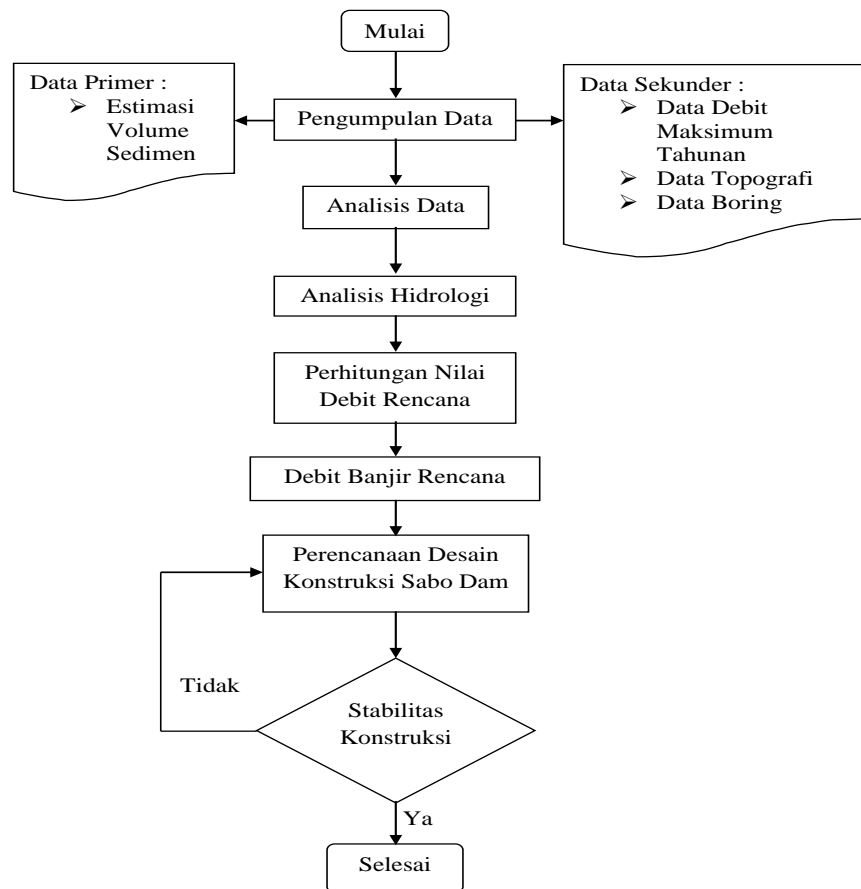 Mulai
Data Primer :
➢ Estimasi
Volume
Sedimen
Pengumpulan Data
Data Sekunder :
➢ Data Debit
Maksimum
Tahunan
➢ Data Topografi
➢ Data Boring
Analisis Data
Analisis Hidrologi
Perhitungan Nilai
Debit Rencana
Debit Banjir Rencana
Perencanaan Desain
Konstruksi Sabo Dam
Tidak
Stabilitas
Konstruksi
Ya
Selesai